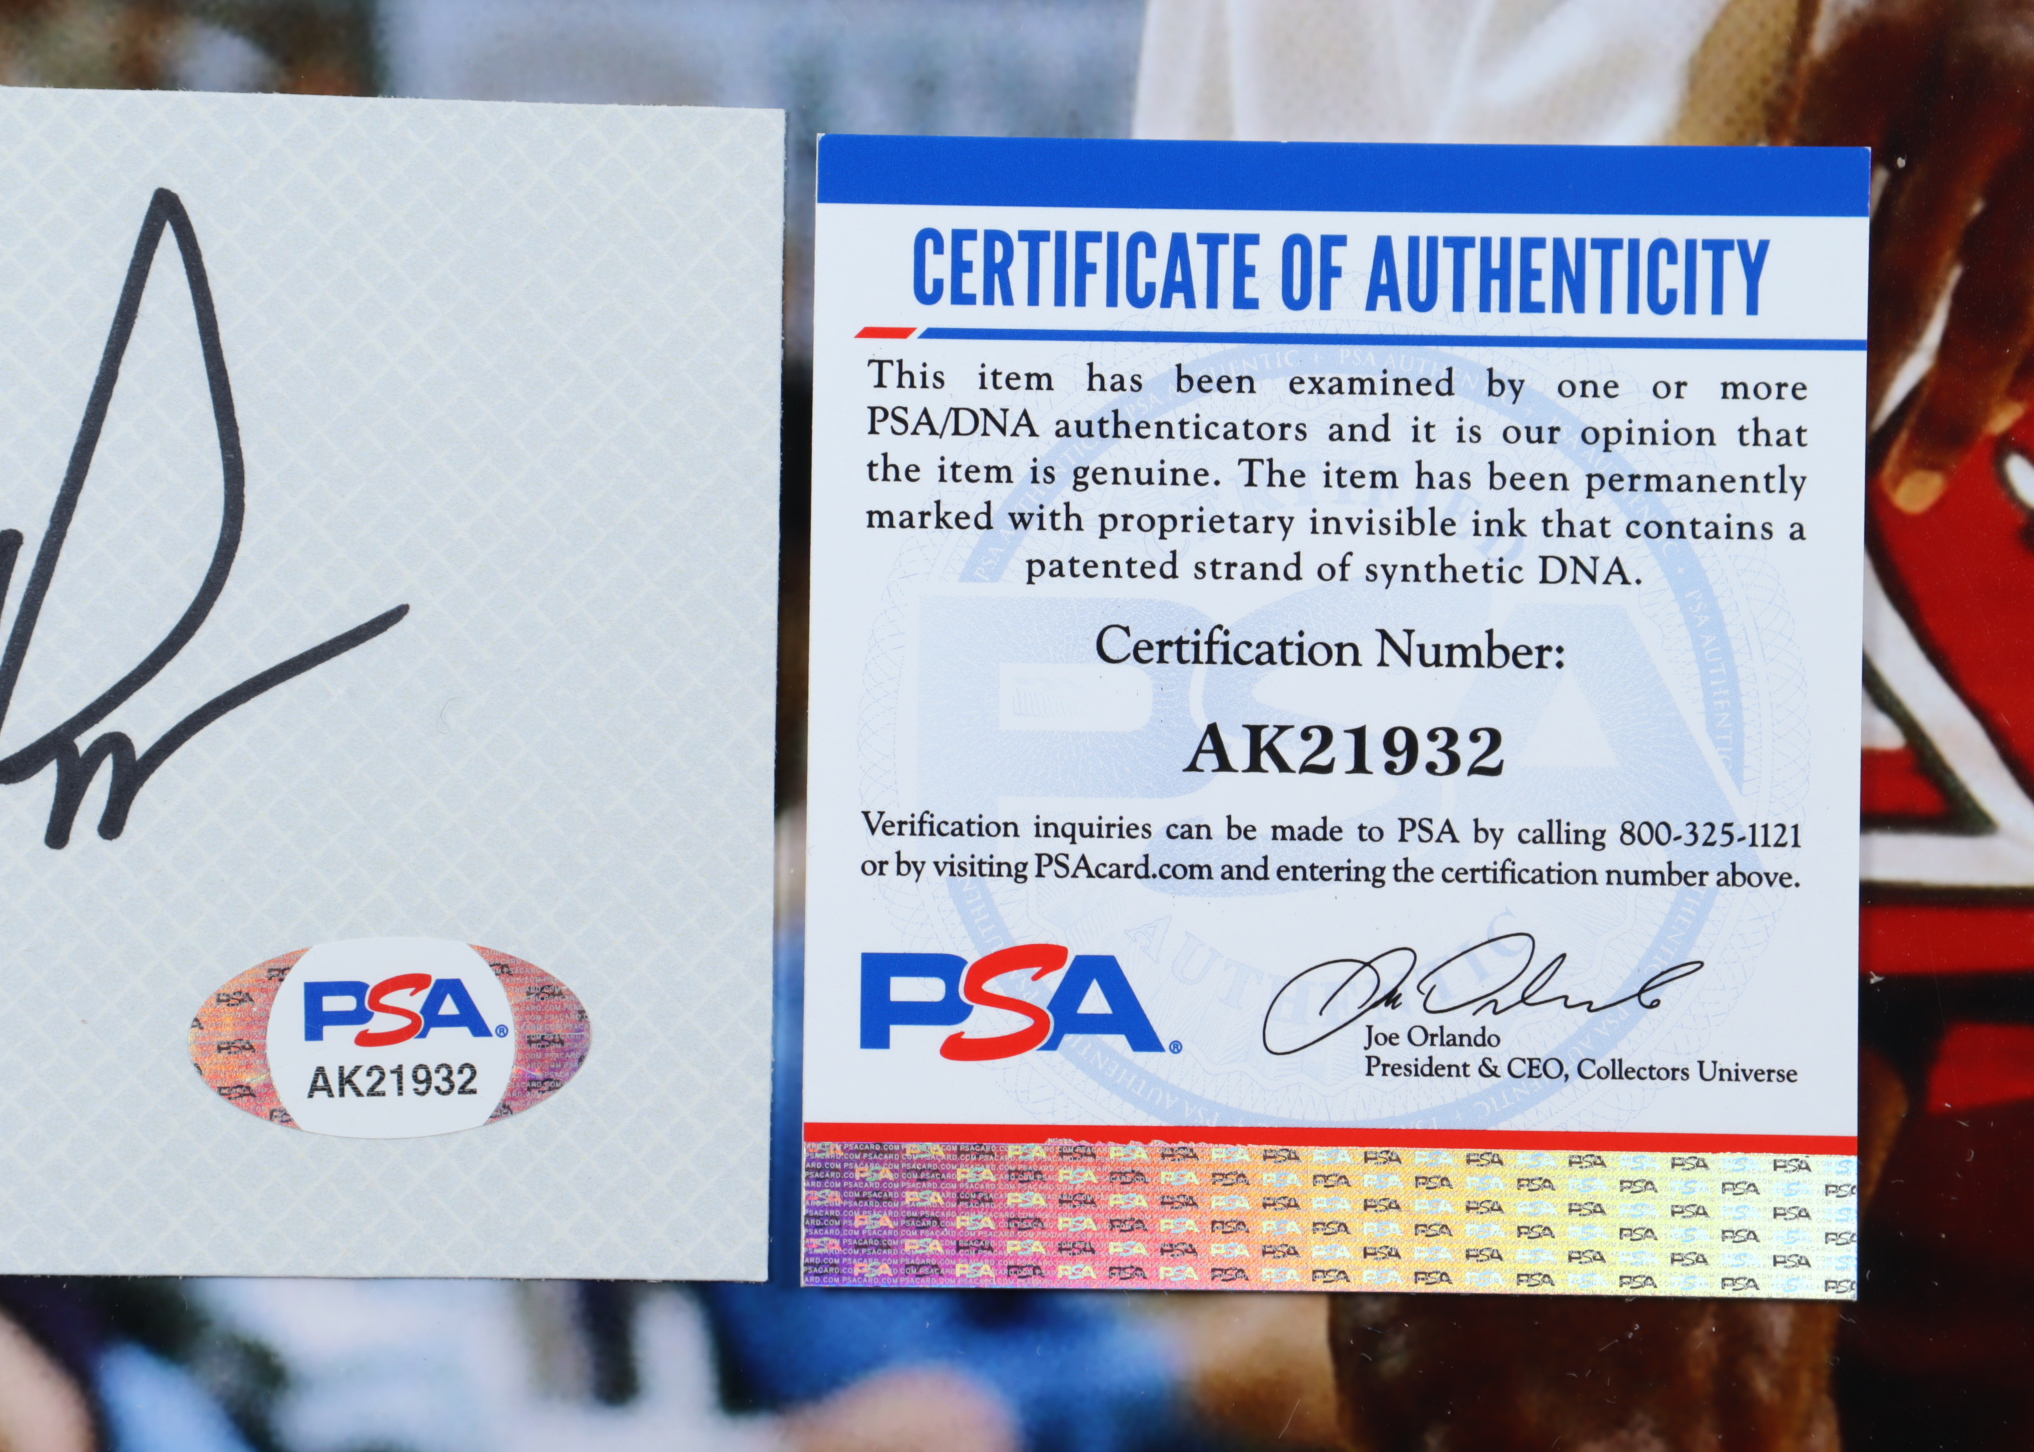 CERTIFICATE OF AUTHENTICITY
This item has been examined by one or more
PSA/DNA authenticators and it is our opinion that
the item is genuine. The item has been permanently
marked with proprietary invisible ink that contains a
patented strand of synthetic DNA.
Certification Number:
AK21932
Verification inquiries can be made to PSA by calling 800-325-1121
or by visiting PSAcard.com and entering the certification number above.
PSA®
Joe Orlando
President & CEO, Collectors Universe
PSA®
AK21932